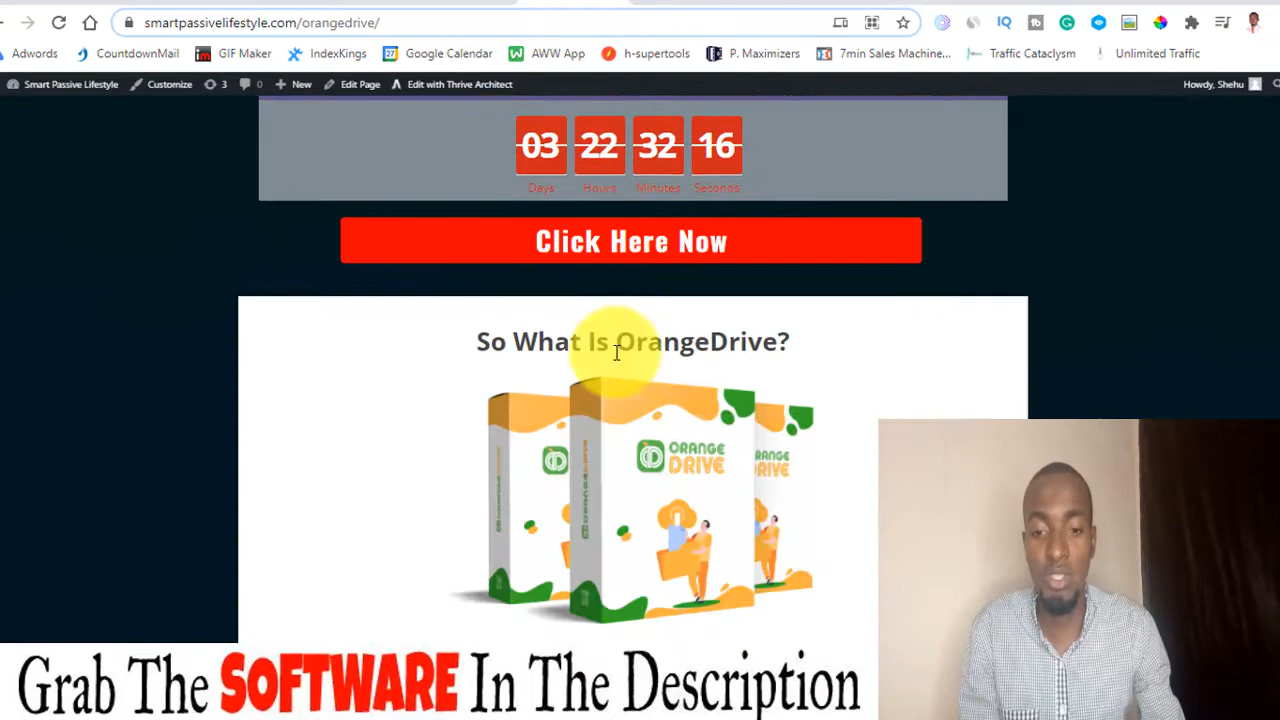 smartpassivelifestyle.com/orangedrive/
Adwords CountdownMail GIF Maker IndexKings Google Calendar AWW App h-supertools P. Maximizers 7min Sales Machine... Traffic Cataclysm Unlimited Traffic
Smart Passive Lifestyle Customize 3 0 New Edit Page Edit with Thrive Architect Howdy, Shehu
03 22 32 16
Days Hours Minutes Seconds
Click Here Now
So What Is OrangeDrive?
ORANGE
DRIVE
RANGE
RIVE
Grab The SOFTWARE In The Description